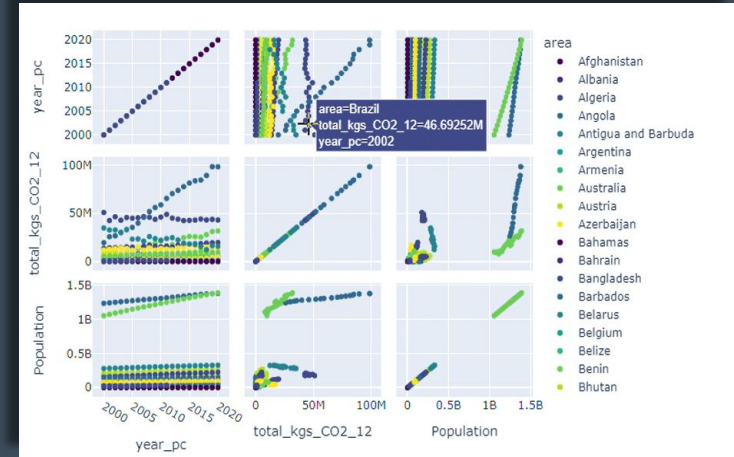 year_pc
2020
2015
2010
2005
2000
area=Brazil
total_kgs_CO2_12=46.69252M
year_pc=2002
total_kgs_CO2_12
100M
50M
0
Population
1.5B
1B
0.5B
0
2000 2005 2010 2015 2020
0 50M 100M
0 0.5B 1B 1.5B
year_pc
total_kgs_CO2_12
Population
area
Afghanistan
Albania
Algeria
Angola
Antigua and Barbuda
Argentina
Armenia
Australia
Austria
Azerbaijan
Bahamas
Bahrain
Bangladesh
Barbados
Belarus
Belgium
Belize
Benin
Bhutan